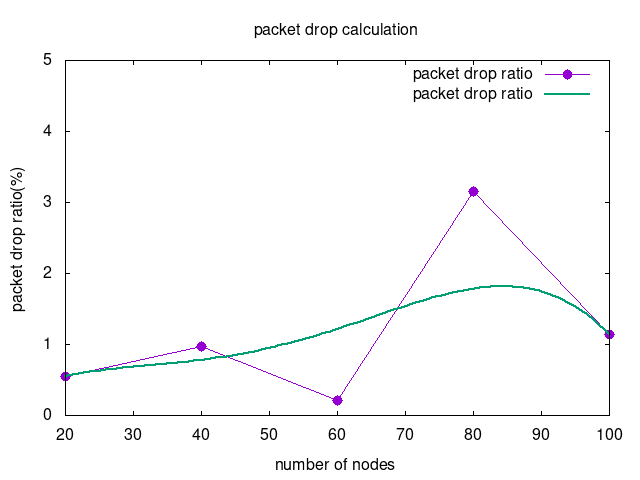 packet drop calculation
packet drop ratio
packet drop ratio
5
4
3
2
1
0
packet drop ratio(%)
20 30 40 50 60 70 80 90 100
number of nodes